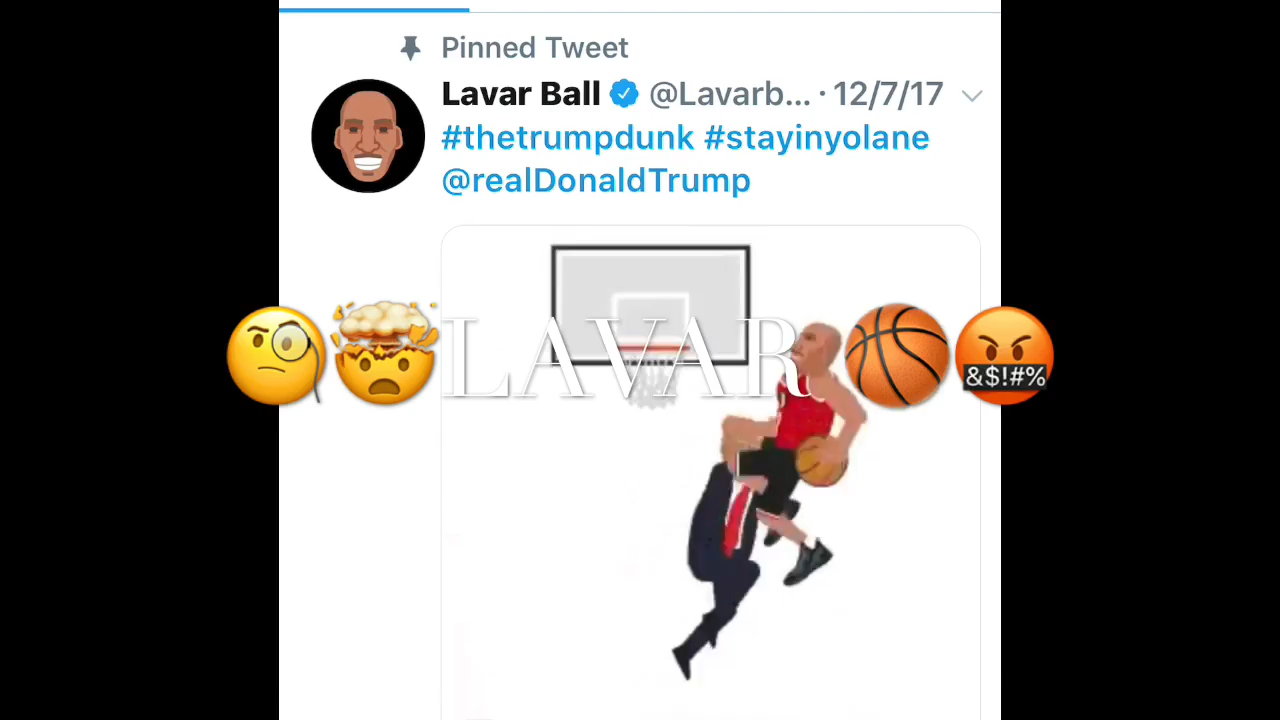 Pinned Tweet
Lavar Ball @Lavarb... · 12/7/17
#thetrumpdunk #stayinyolane
@realDonaldTrump
LAVAR
&$!#%